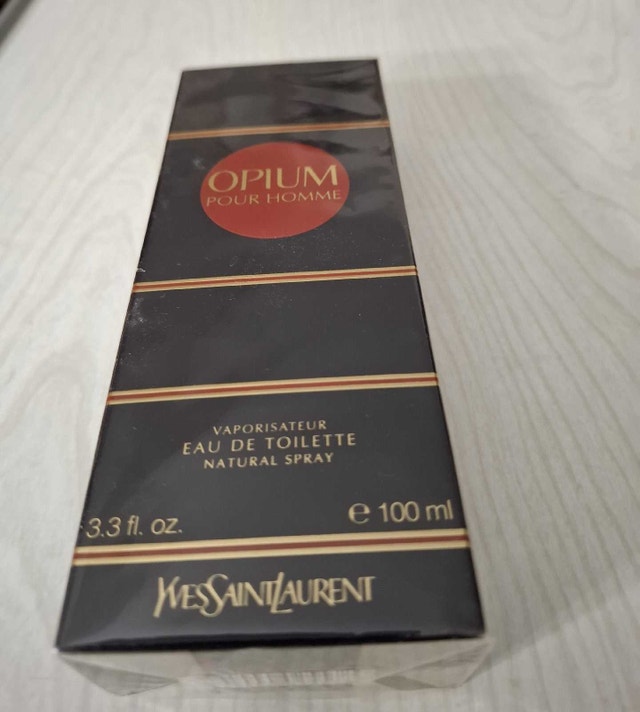 OPIUM
POUR HOMME
VAPORISATEUR
EAU DE TOILETTE
NATURAL SPRAY
3.3 fl. oz.
e 100 ml
YVESSAINTLAURENT